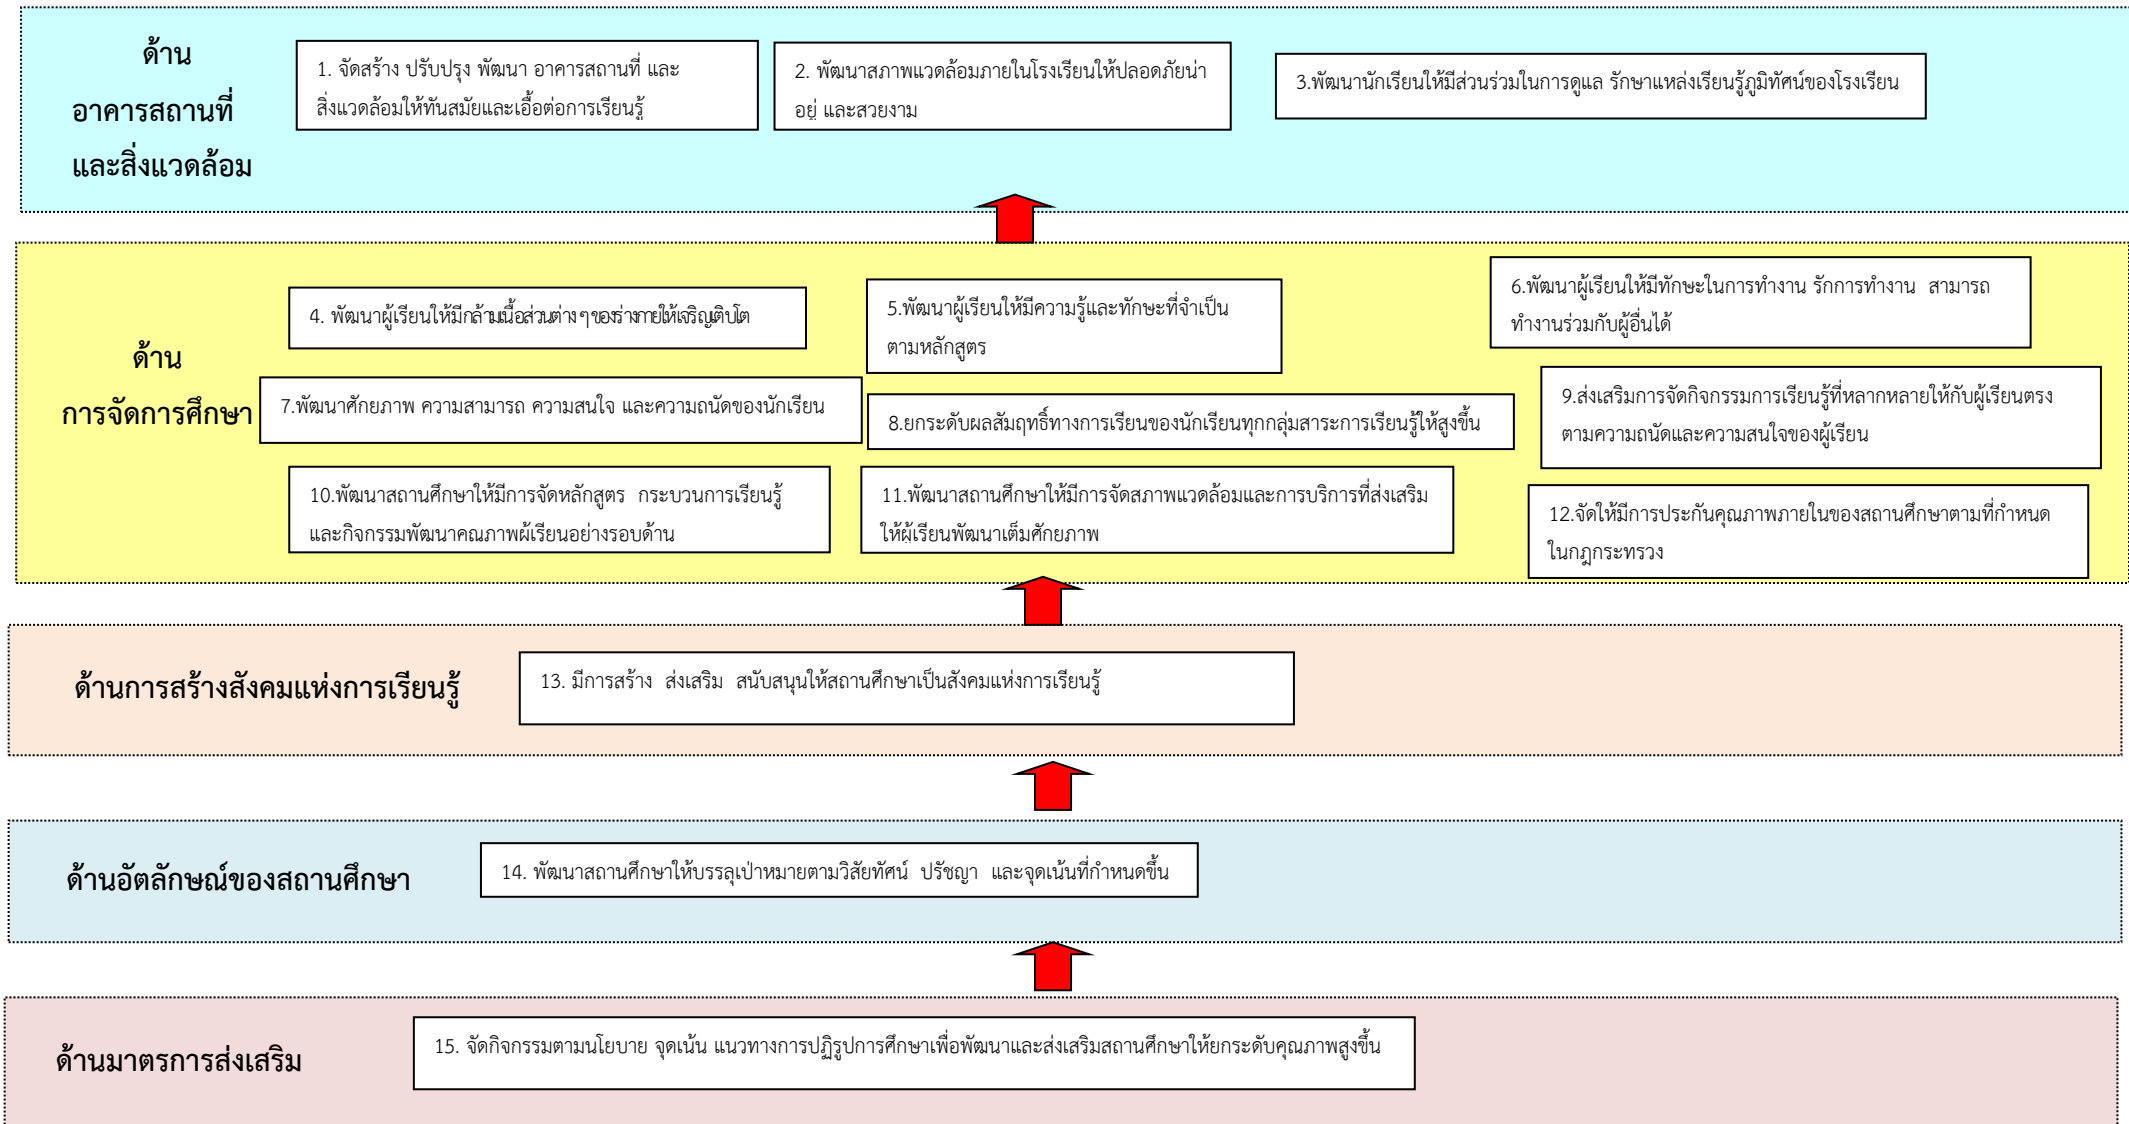 ด้าน
อาคารสถานที่
และสิ่งแวดล้อม
1. จัดสร้าง ปรับปรุง พัฒนา อาคารสถานที่ และ
สิ่งแวดล้อมให้ทันสมัยและเอื้อต่อการเรียนรู้
2. พัฒนาสภาพแวดล้อมภายในโรงเรียนให้ปลอดภัยน่า
อยู่ และสวยงาม
3.พัฒนานักเรียนให้มีส่วนร่วมในการดูแล รักษาแหล่งเรียนรู้ภูมิทัศน์ของโรงเรียน
ด้าน
การจัดการศึกษา
4. พัฒนาผู้เรียนให้มีกล้ามเนื้อส่วนต่าง ๆของร่างกายให้เจริญเติบโต
5.พัฒนาผู้เรียนให้มีความรู้และทักษะที่จำเป็น
ตามหลักสูตร
6.พัฒนาผู้เรียนให้มีทักษะในการทำงาน รักการทำงาน สามารถ
ทำงานร่วมกับผู้อื่นได้
7.พัฒนาศักยภาพ ความสามารถ ความสนใจ และความถนัดของนักเรียน
8.ยกระดับผลสัมฤทธิ์ทางการเรียนของนักเรียนทุกกลุ่มสาระการเรียนรู้ให้สูงขึ้น
9.ส่งเสริมการจัดกิจกรรมการเรียนรู้ที่หลากหลายให้กับผู้เรียนตรง
ตามความถนัดและความสนใจของผู้เรียน
10.พัฒนาสถานศึกษาให้มีการจัดหลักสูตร กระบวนการเรียนรู้
และกิจกรรมพัฒนาคุณภาพผู้เรียนอย่างรอบด้าน
11.พัฒนาสถานศึกษาให้มีการจัดสภาพแวดล้อมและการบริการที่ส่งเสริม
ให้ผู้เรียนพัฒนาเต็มศักยภาพ
12.จัดให้มีการประกันคุณภาพภายในของสถานศึกษาตามที่กำหนด
ในกฎกระทรวง
ด้านการสร้างสังคมแห่งการเรียนรู้
13. มีการสร้าง ส่งเสริม สนับสนุนให้สถานศึกษาเป็นสังคมแห่งการเรียนรู้
ด้านอัตลักษณ์ของสถานศึกษา
14. พัฒนาสถานศึกษาให้บรรลุเป้าหมายตามวิสัยทัศน์ ปรัชญา และจุดเน้นที่กำหนดขึ้น
ด้านมาตรการส่งเสริม
15. จัดกิจกรรมตามนโยบาย จุดเน้น แนวทางการปฏิรูปการศึกษาเพื่อพัฒนาและส่งเสริมสถานศึกษาให้ยกระดับคุณภาพสูงขึ้น